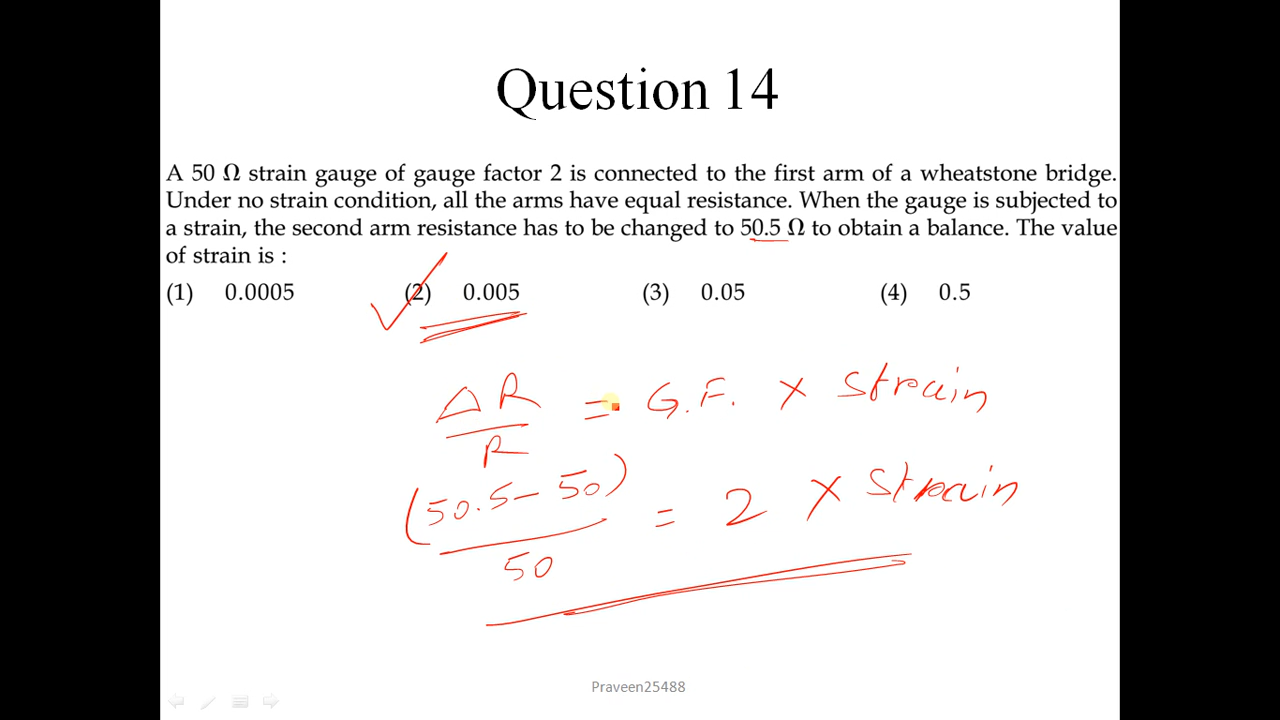 Question 14
A 50 Ω strain gauge of gauge factor 2 is connected to the first arm of a wheatstone bridge.
Under no strain condition, all the arms have equal resistance. When the gauge is subjected to
a strain, the second arm resistance has to be changed to 50.5 Ω to obtain a balance. The value
of strain is :
(1) 0.0005 (2) 0.005 (3) 0.05 (4) 0.5
ΔR/R = G.F. × strain
(50.5 - 50)/50 = 2 × strain
Praveen25488